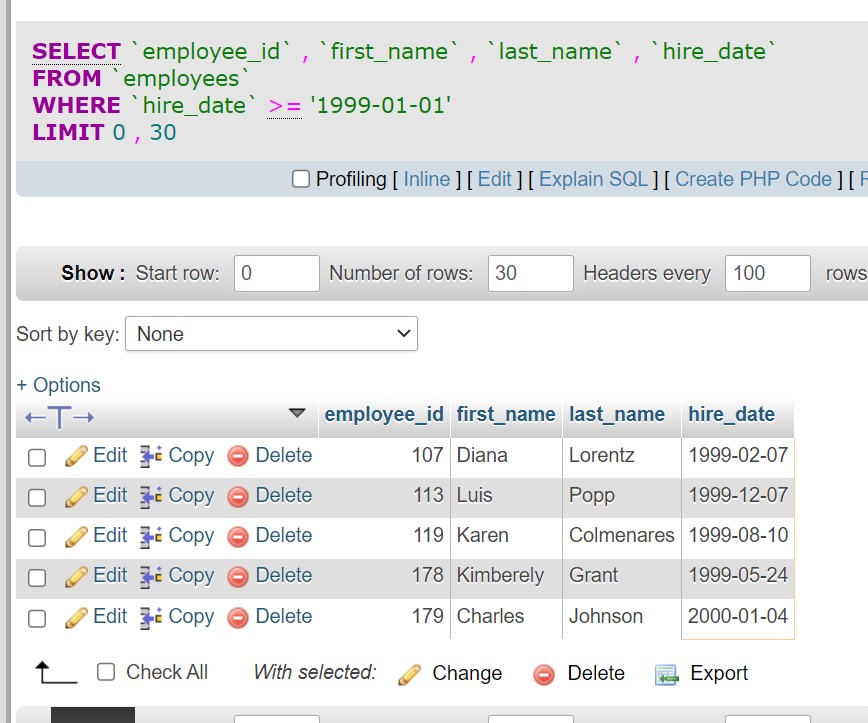 SELECT `employee_id` , `first_name` , `last_name` , `hire_date`
FROM `employees`
WHERE `hire_date` >= '1999-01-01'
LIMIT 0 , 30
Profiling [ Inline ] [ Edit ] [ Explain SQL ] [ Create PHP Code ] [
Show : Start row: 0 Number of rows: 30 Headers every 100 rows
Sort by key: None
+ Options
employee_id first_name last_name hire_date
Edit Copy Delete 107 Diana Lorentz 1999-02-07
Edit Copy Delete 113 Luis Popp 1999-12-07
Edit Copy Delete 119 Karen Colmenares 1999-08-10
Edit Copy Delete 178 Kimberely Grant 1999-05-24
Edit Copy Delete 179 Charles Johnson 2000-01-04
Check All With selected: Change Delete Export